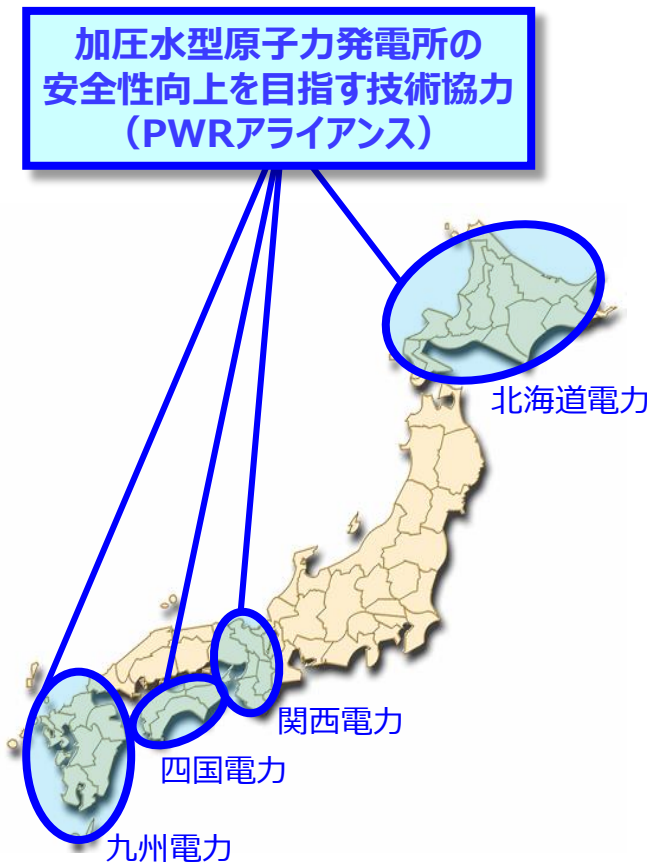 加圧水型原子力発電所の
安全性向上を目指す技術協力
（PWRアライアンス）
北海道電力
関西電力
四国電力
九州電力